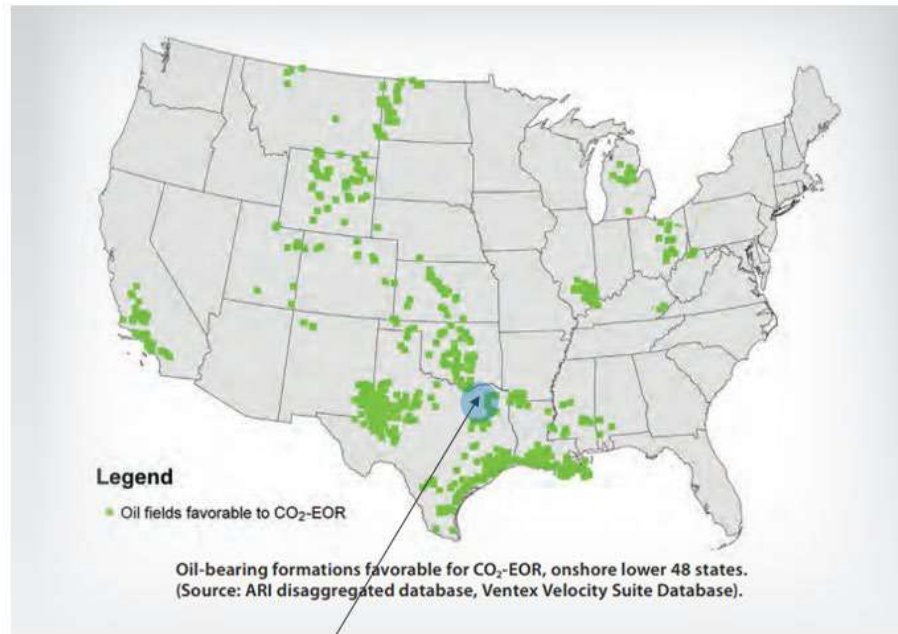 Legend
Oil fields favorable to CO₂-EOR
Oil-bearing formations favorable for CO₂-EOR, onshore lower 48 states.
(Source: ARI disaggregated database, Ventex Velocity Suite Database).